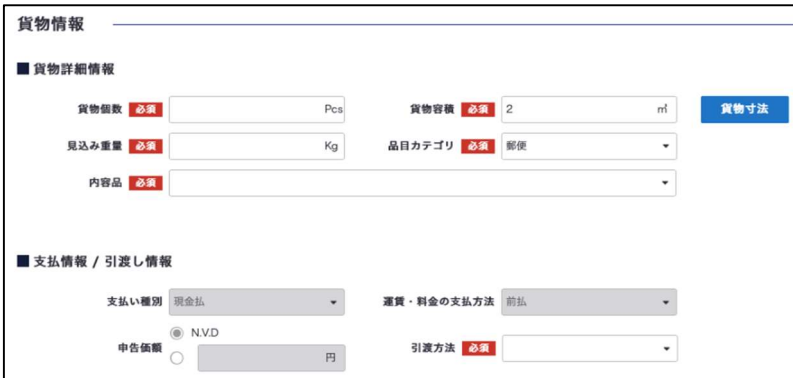 貨物情報
■ 貨物詳細情報
貨物個数 必須 Pcs 貨物容積 必須 2 ㎥ 貨物寸法
見込み重量 必須 Kg 品目カテゴリ 必須 郵便
内容品 必須
■ 支払情報 / 引渡し情報
支払い種別 現金払 運賃・料金の支払方法 前払
N.V.D
申告価額 円 引渡方法 必須